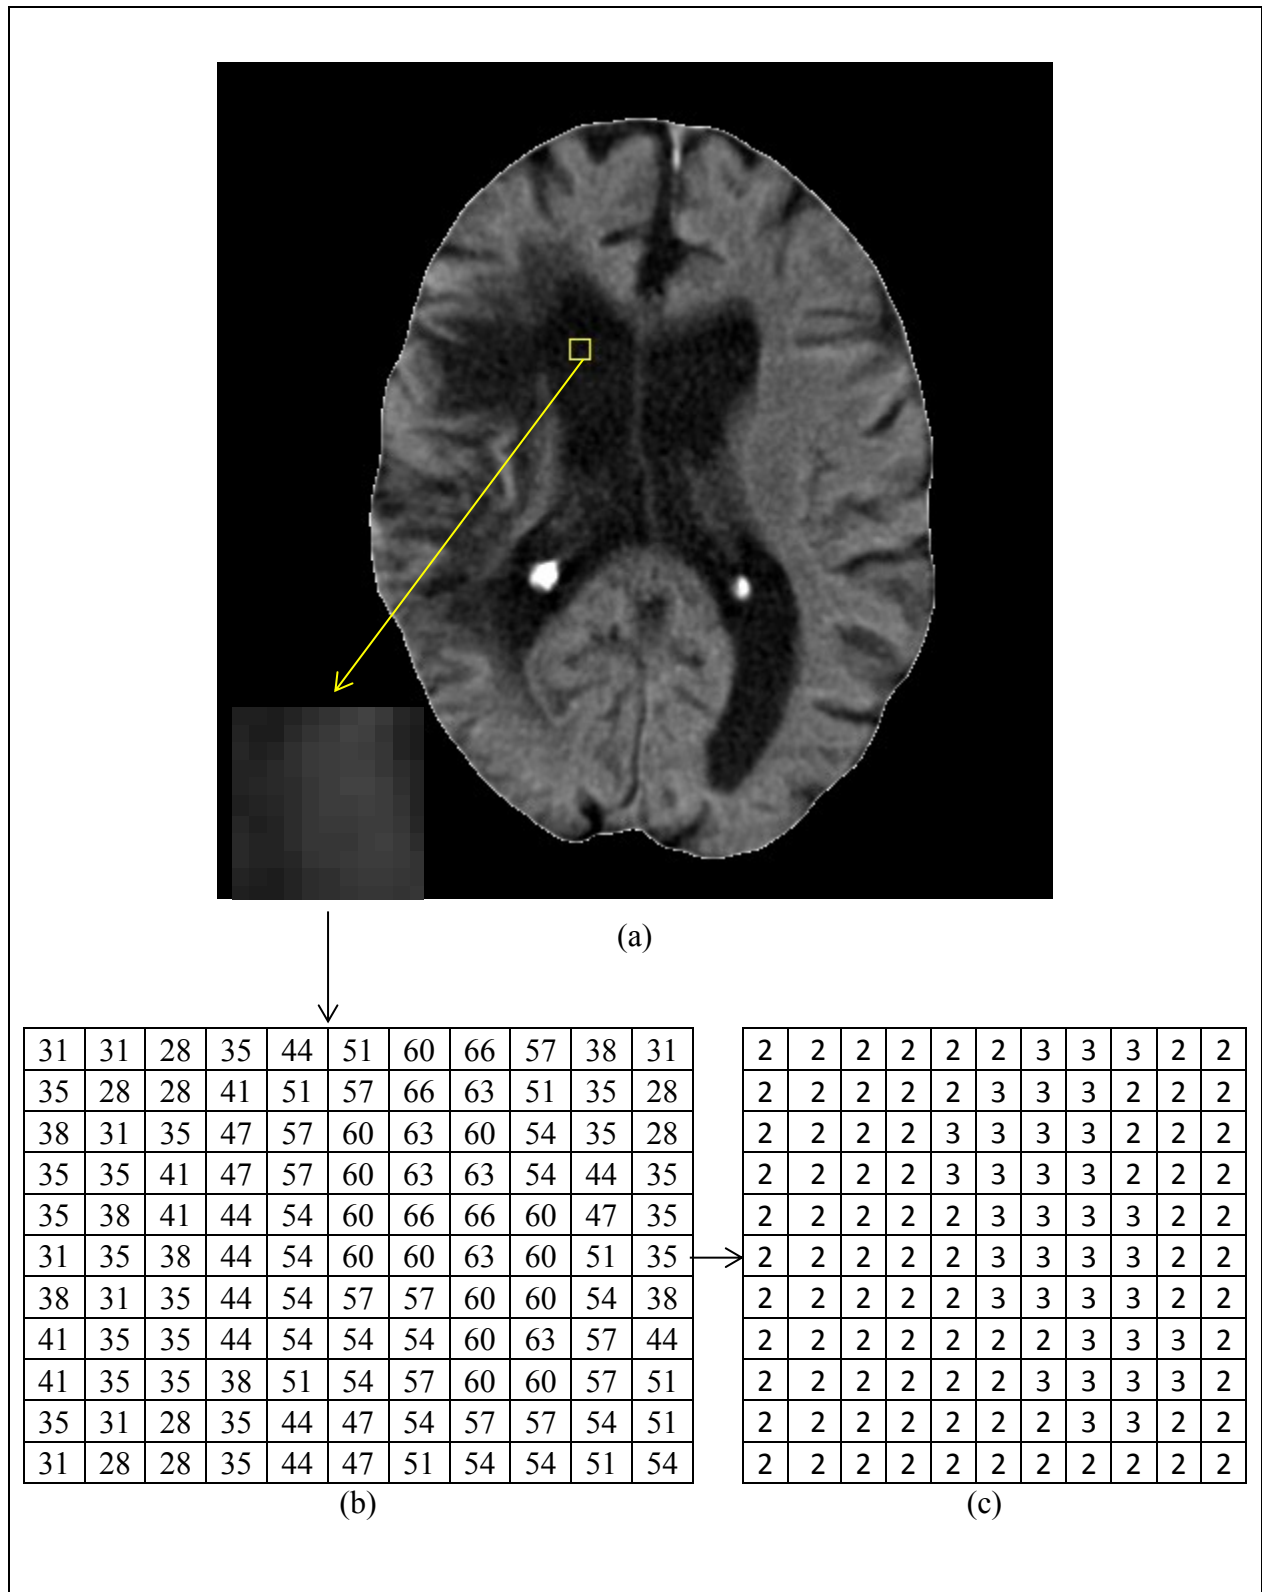 (a)
31 31 28 35 44 51 60 66 57 38 31
35 28 28 41 51 57 66 63 51 35 28
38 31 35 47 57 60 63 60 54 35 28
35 35 41 47 57 60 63 63 54 44 35
35 38 41 44 54 60 66 66 60 47 35
31 35 38 44 54 60 60 63 60 51 35
38 31 35 44 54 57 57 60 60 54 38
41 35 35 44 54 54 54 60 63 57 44
41 35 35 38 51 54 57 60 60 57 51
35 31 28 35 44 47 54 57 57 54 51
31 28 28 35 44 47 51 54 54 51 54
(b)
2 2 2 2 2 2 3 3 3 2 2
2 2 2 2 2 3 3 3 2 2 2
2 2 2 2 3 3 3 3 2 2 2
2 2 2 2 3 3 3 3 2 2 2
2 2 2 2 2 3 3 3 3 2 2
2 2 2 2 2 3 3 3 3 2 2
2 2 2 2 2 3 3 3 3 2 2
2 2 2 2 2 2 2 3 3 3 2
2 2 2 2 2 2 3 3 3 3 2
2 2 2 2 2 2 2 3 3 2 2
2 2 2 2 2 2 2 2 2 2 2
(c)